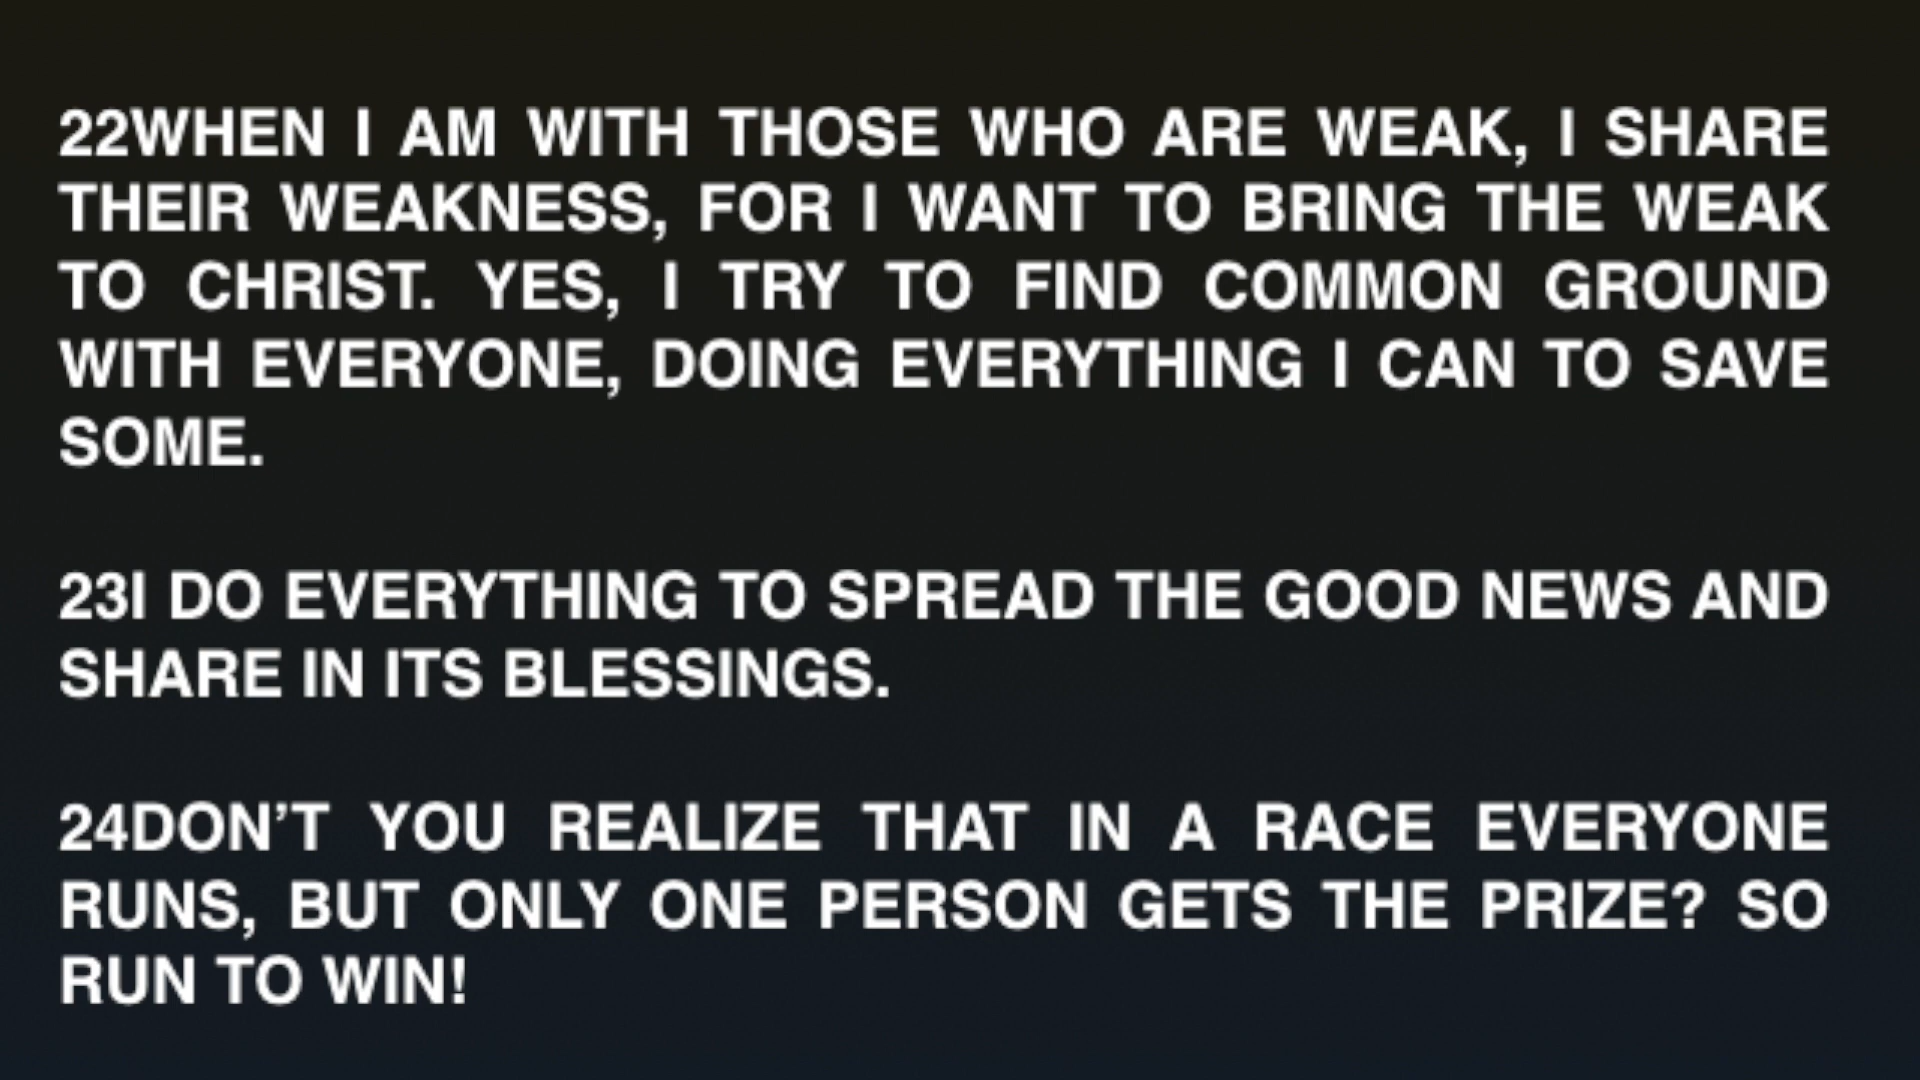 22WHEN I AM WITH THOSE WHO ARE WEAK, I SHARE
THEIR WEAKNESS, FOR I WANT TO BRING THE WEAK
TO CHRIST. YES, I TRY TO FIND COMMON GROUND
WITH EVERYONE, DOING EVERYTHING I CAN TO SAVE
SOME.
23I DO EVERYTHING TO SPREAD THE GOOD NEWS AND
SHARE IN ITS BLESSINGS.
24DON’T YOU REALIZE THAT IN A RACE EVERYONE
RUNS, BUT ONLY ONE PERSON GETS THE PRIZE? SO
RUN TO WIN!